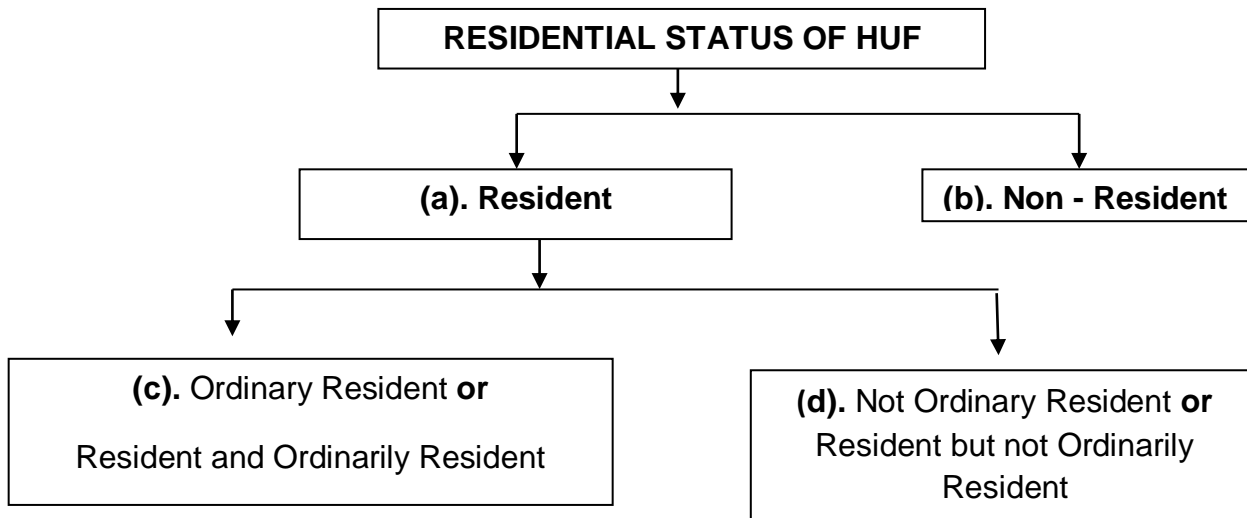 RESIDENTIAL STATUS OF HUF
(a). Resident
(b). Non - Resident
(c). Ordinary Resident or
Resident and Ordinarily Resident
(d). Not Ordinary Resident or
Resident but not Ordinarily
Resident